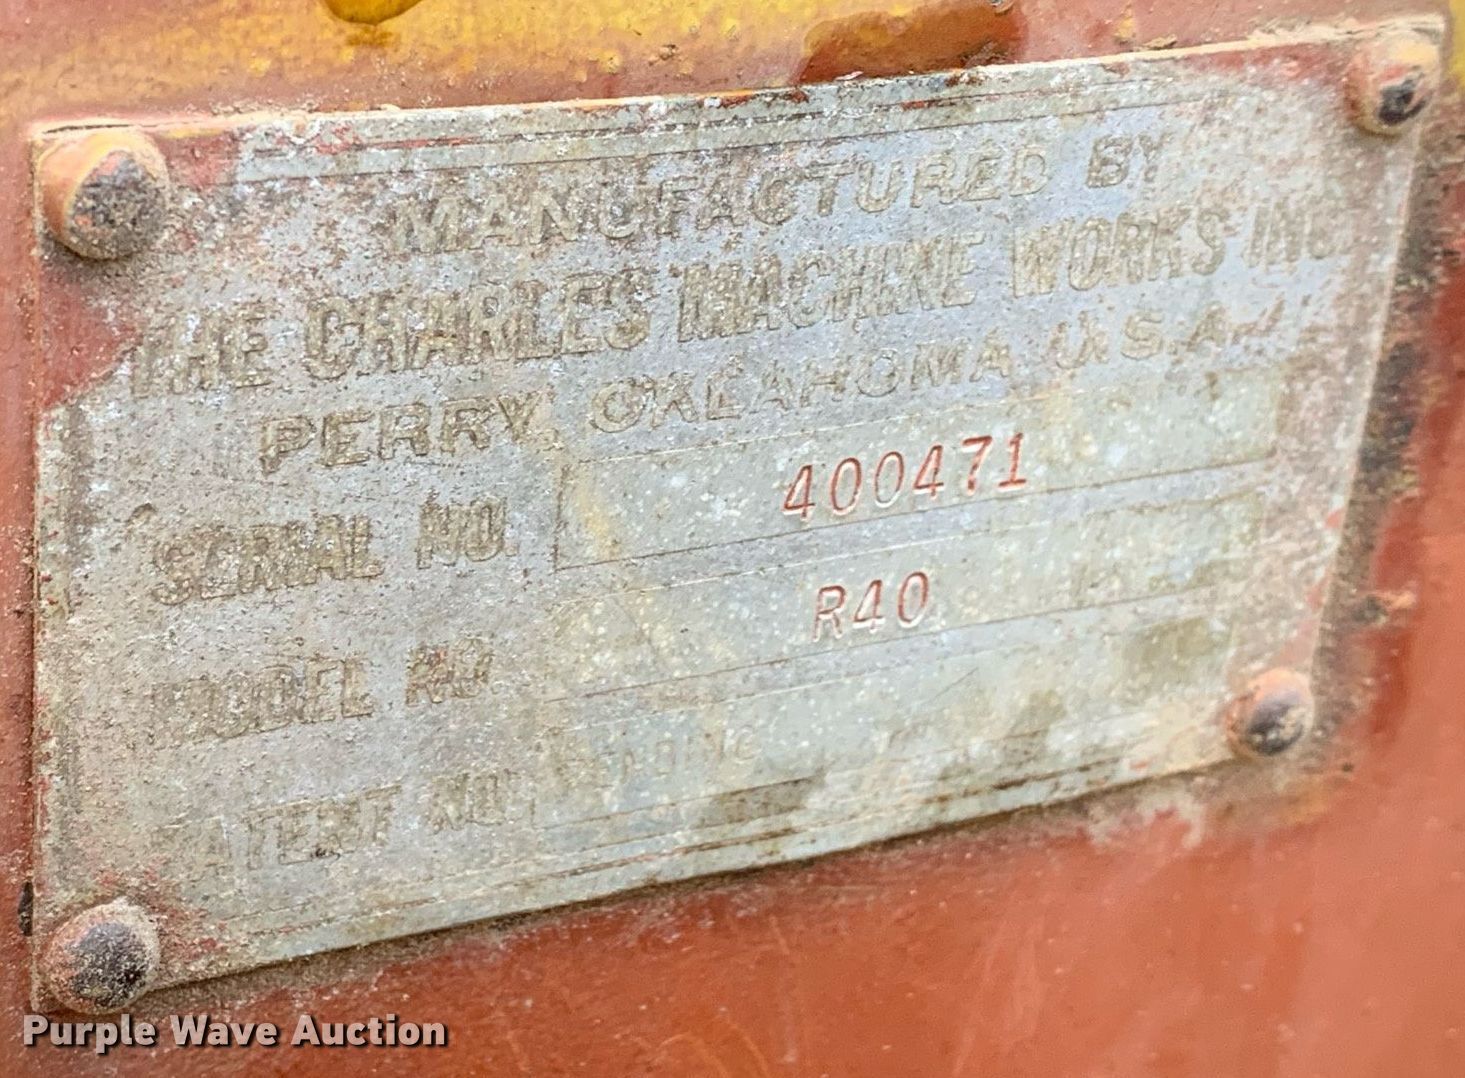 MANUFACTURED BY
THE CHARLES MACHINE WORKS INC.
PERRY, OKLAHOMA, U.S.A.
SERIAL NO. 400471
MODEL NO. R40
PATENT NO. PENDING
Purple Wave Auction